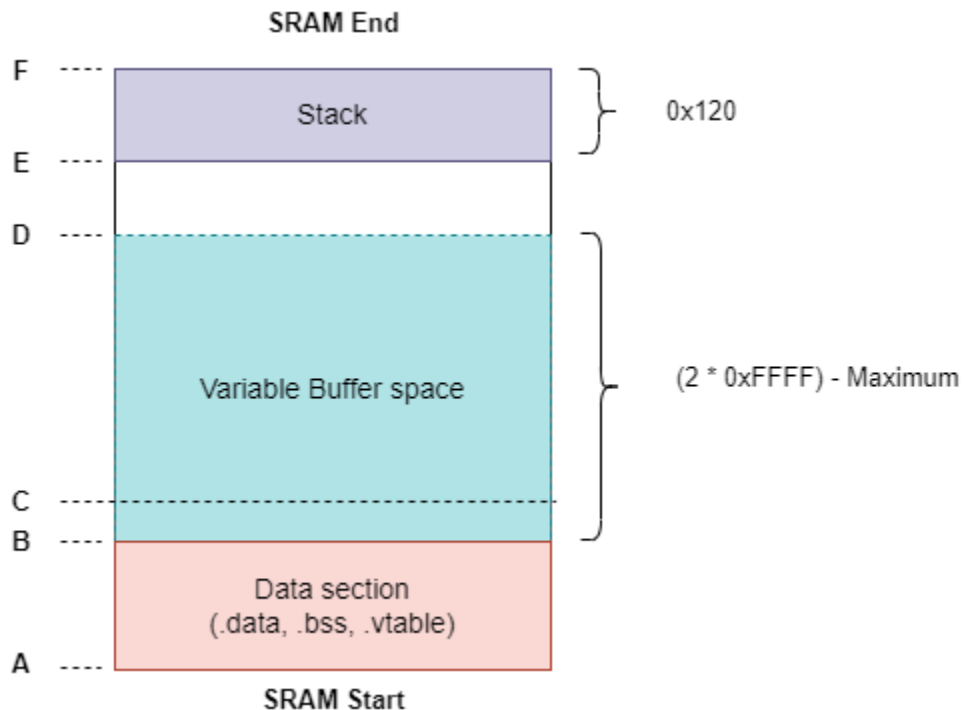 SRAM End
F
Stack
0x120
E
D
Variable Buffer space
(2 * 0xFFFF) - Maximum
C
B
Data section
(.data, .bss, .vtable)
A
SRAM Start